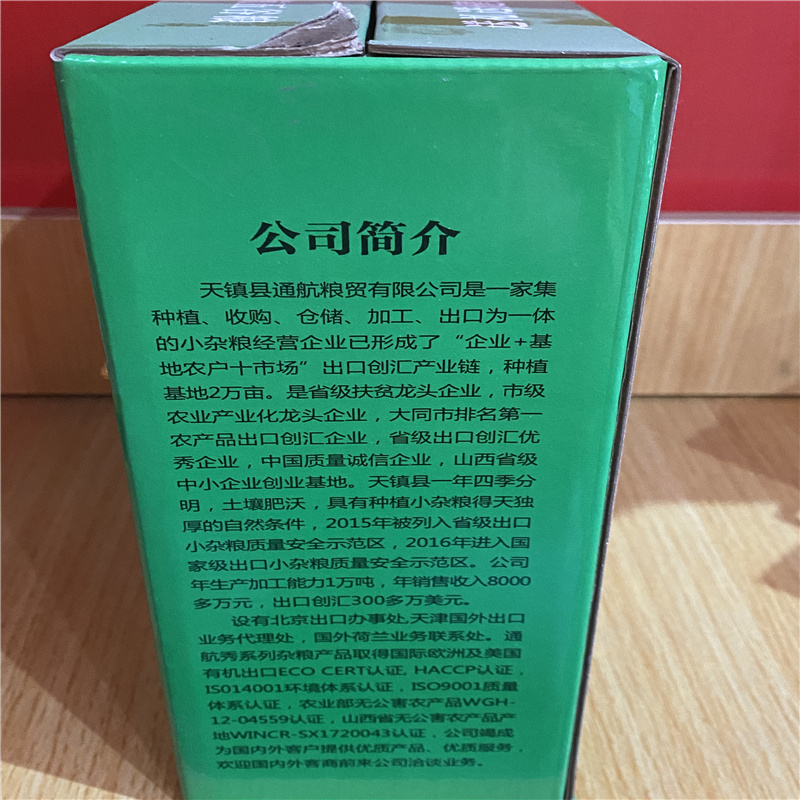 公司简介
天镇县通航粮贸有限公司是一家集
种植、收购、仓储、加工、出口为一体
的小杂粮经营企业已形成了“企业+基
地农户十市场”出口创汇产业链，种植
基地2万亩。是省级扶贫龙头企业，市级
农业产业化龙头企业，大同市排名第一
农产品出口创汇企业，省级出口创汇优
秀企业，中国质量诚信企业，山西省级
中小企业创业基地。天镇县一年四季分
明，土壤肥沃，具有种植小杂粮得天独
厚的自然条件，2015年被列入省级出口
小杂粮质量安全示范区，2016年进入国
家级出口小杂粮质量安全示范区。公司
年生产加工能力1万吨，年销售收入8000
多万元，出口创汇300多万美元。
设有北京出口办事处,天津国外出口
业务代理处，国外荷兰业务联系处。通
航秀系列杂粮产品取得国际欧洲及美国
有机出口ECO CERT认证, HACCP认证，
IS014001环境体系认证，ISO9001质量
体系认证，农业部无公害农产品WGH-
12-04559认证，山西省无公害农产品产
地WINCR-SX1720043认证，公司竭成
为国内外客户提供优质产品、优质服务，
欢迎国内外客商前来公司洽谈业务。